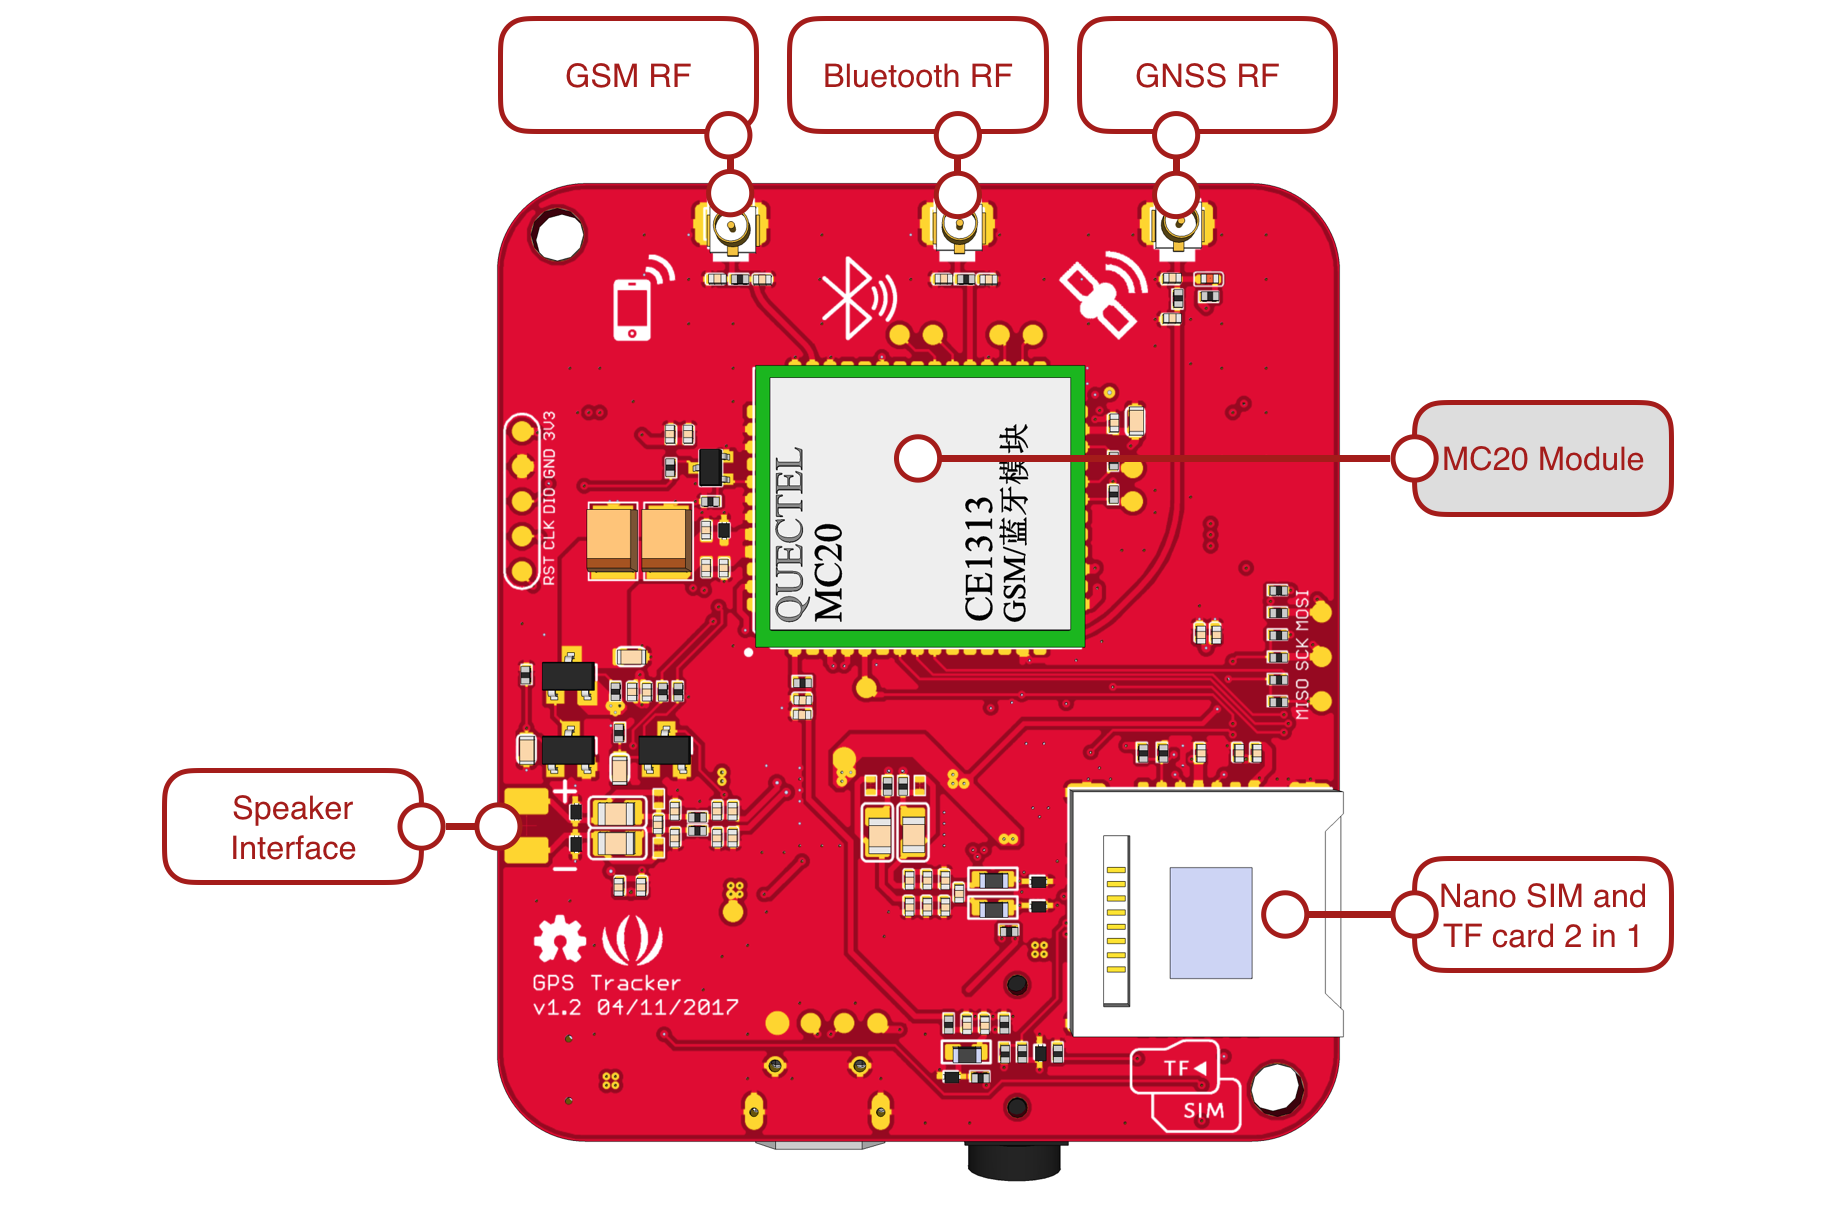 GSM RF
Bluetooth RF
GNSS RF
RST CLK DIO GND 3V3
QUECTEL
MC20
CE1313
GSM/蓝牙模块
MC20 Module
MISO SCK MOSI
+
Speaker
Interface
−
Nano SIM and
TF card 2 in 1
GPS Tracker
v1.2 04/11/2017
TF
SIM